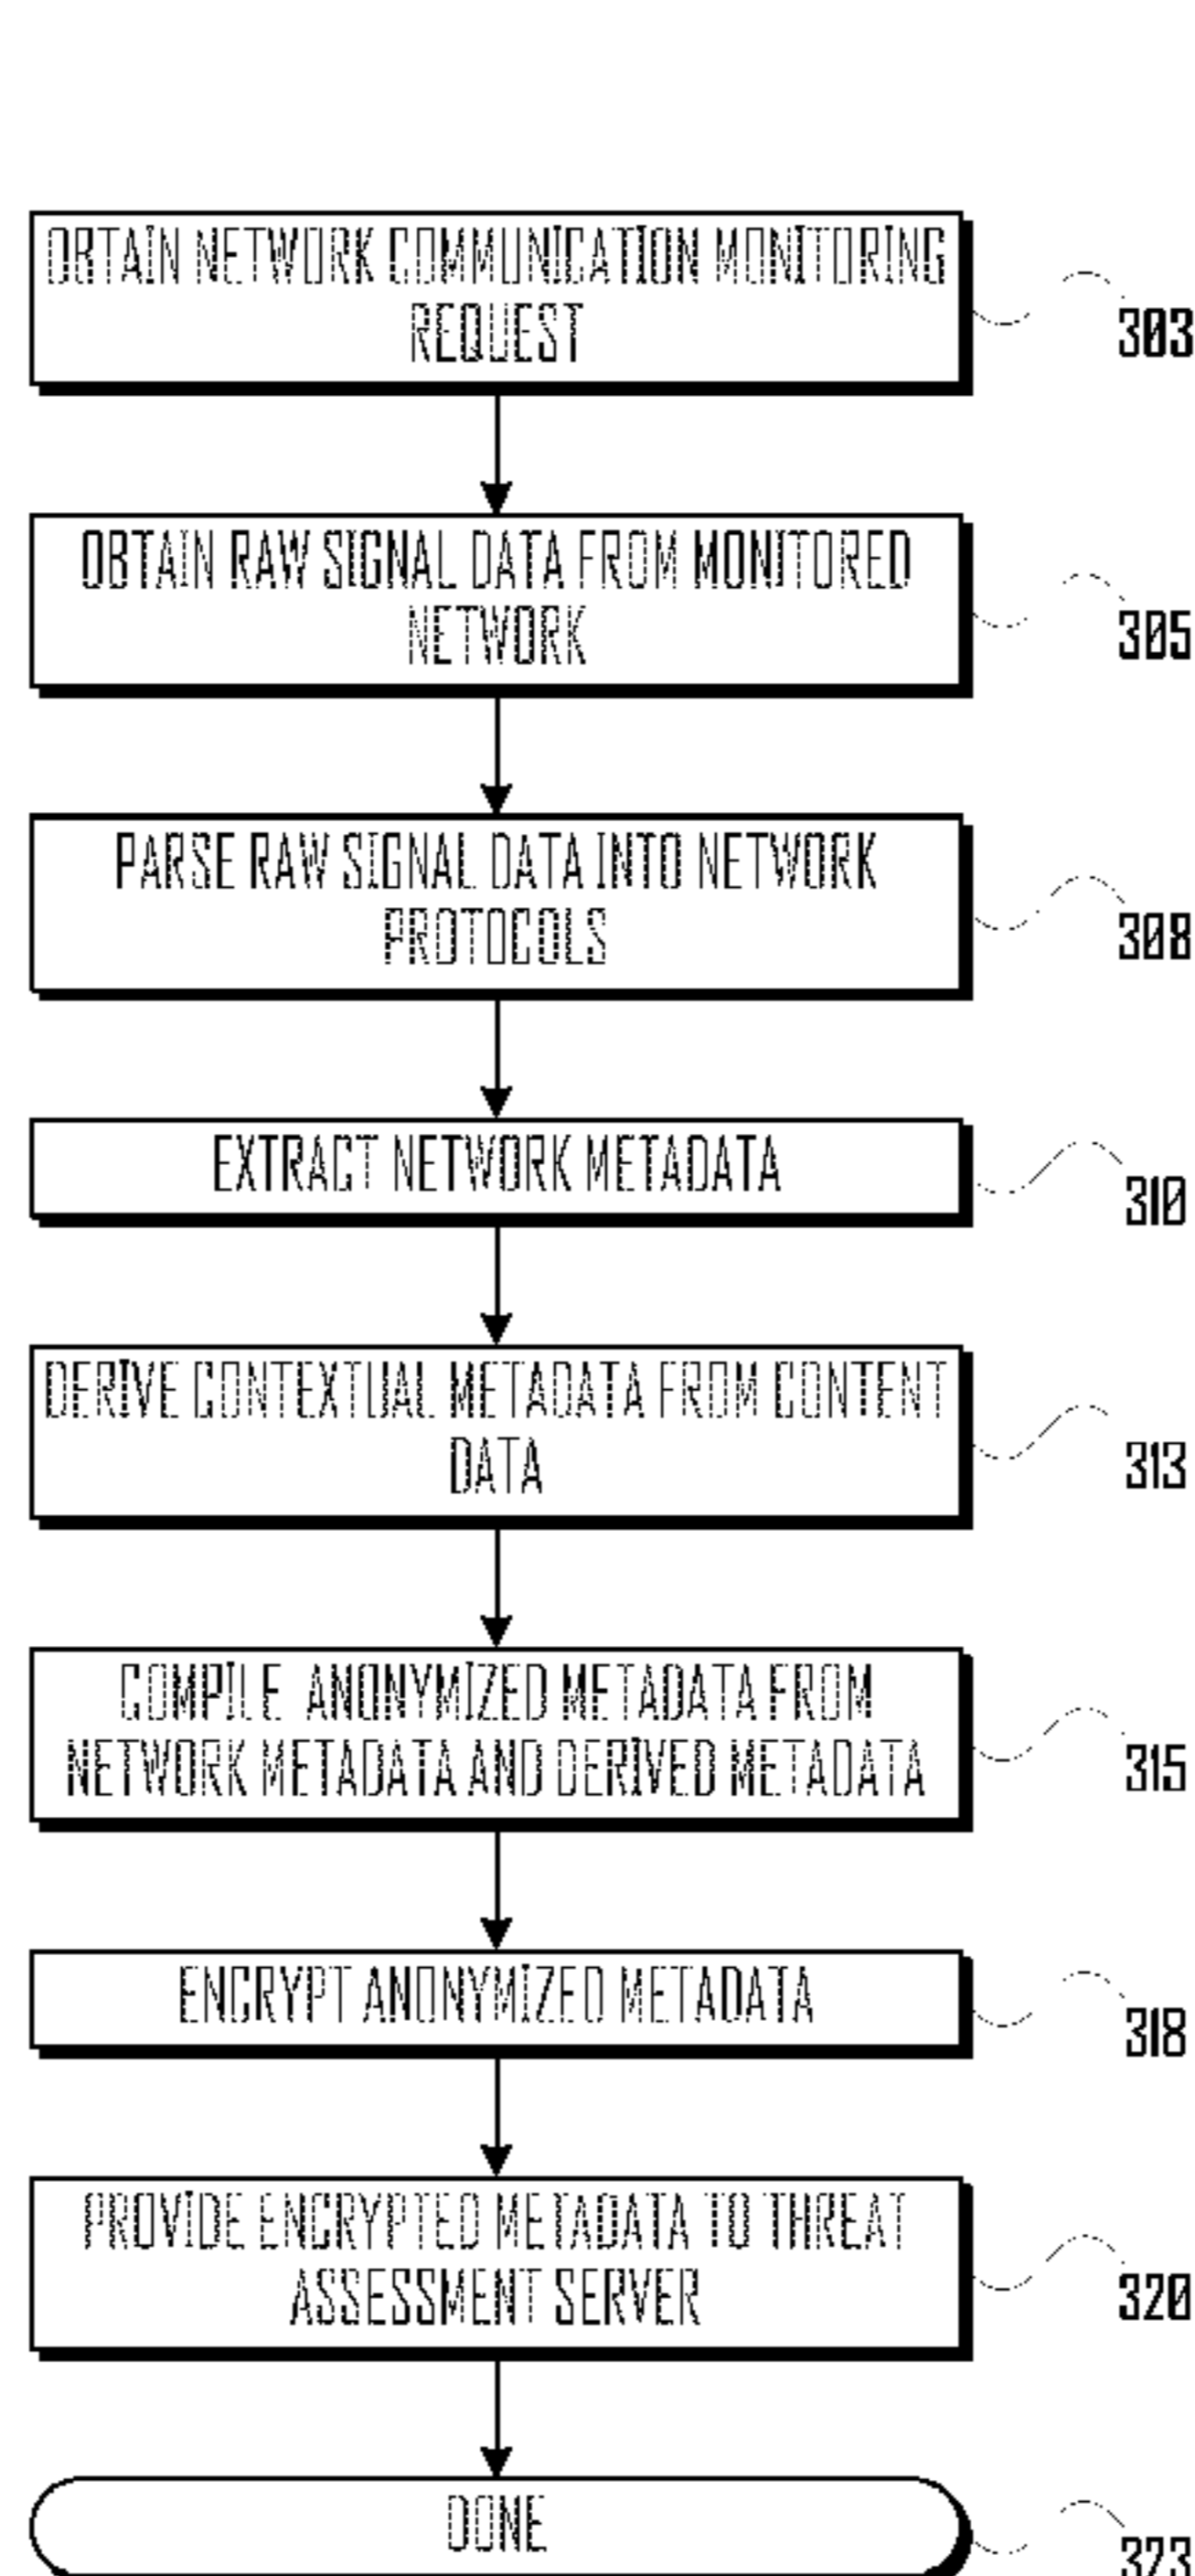 OBTAIN NETWORK COMMUNICATION MONITORING
REQUEST
303
OBTAIN RAW SIGNAL DATA FROM MONITORED
NETWORK
305
PARSE RAW SIGNAL DATA INTO NETWORK
PROTOCOLS
308
EXTRACT NETWORK METADATA
310
DERIVE CONTEXTUAL METADATA FROM CONTENT
DATA
313
COMPILE ANONYMIZED METADATA FROM
NETWORK METADATA AND DERIVED METADATA
315
ENCRYPT ANONYMIZED METADATA
318
PROVIDE ENCRYPTED METADATA TO THREAT
ASSESSMENT SERVER
320
DONE
323